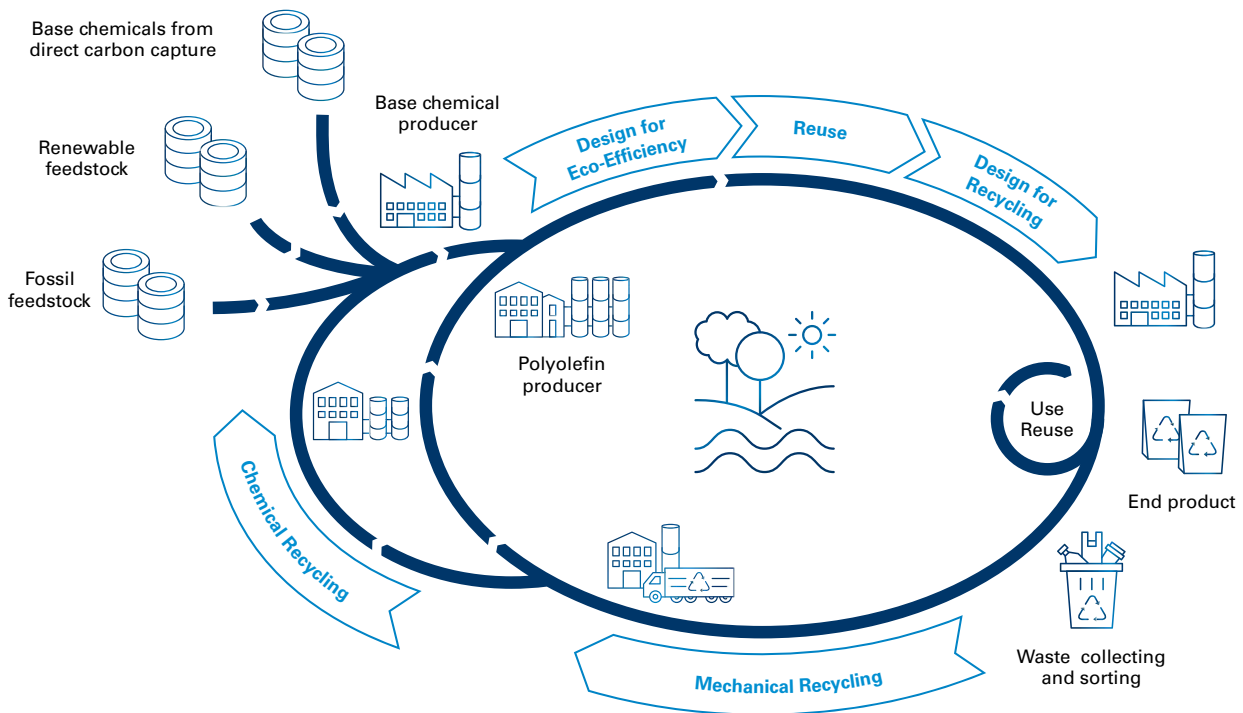 Base chemicals from
direct carbon capture
Base chemical
producer
Design for
Eco-Efficiency
Reuse
Design for
Recycling
Renewable
feedstock
Fossil
feedstock
Polyolefin
producer
Use
Reuse
End product
Chemical Recycling
Mechanical Recycling
Waste collecting
and sorting